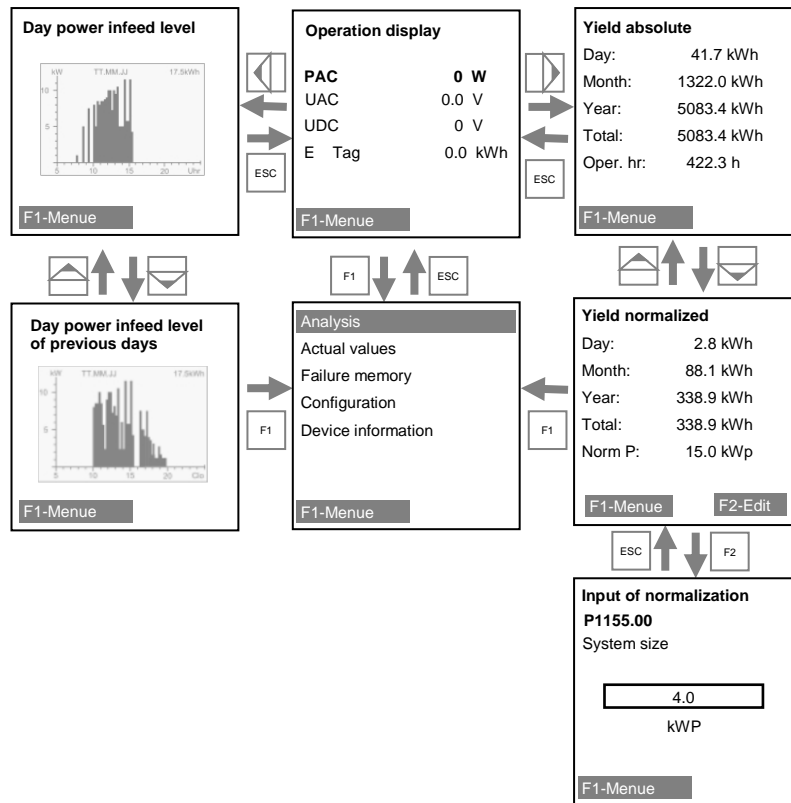 Day power infeed level
kW TT.MM.JJ 17.5kWh
10
5
5 10 15 20 Uhr
F1-Menue
Operation display
PAC 0 W
UAC 0.0 V
UDC 0 V
E Tag 0.0 kWh
F1-Menue
Yield absolute
Day: 41.7 kWh
Month: 1322.0 kWh
Year: 5083.4 kWh
Total: 5083.4 kWh
Oper. hr: 422.3 h
F1-Menue
ESC
ESC
F1
ESC
Day power infeed level
of previous days
kW TT.MM.JJ 17.5kWh
10
5
5 10 15 20 Clo
F1-Menue
F1
Analysis
Actual values
Failure memory
Configuration
Device information
F1-Menue
F1
Yield normalized
Day: 2.8 kWh
Month: 88.1 kWh
Year: 338.9 kWh
Total: 338.9 kWh
Norm P: 15.0 kWp
F1-Menue F2-Edit
ESC
F2
Input of normalization
P1155.00
System size
4.0
kWP
F1-Menue